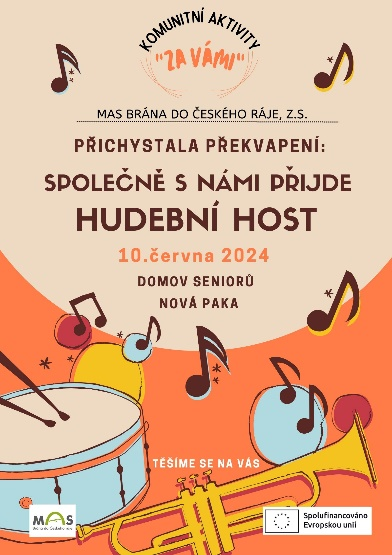 KOMUNITNÍ AKTIVITY
"ZA VÁMI"
MAS BRÁNA DO ČESKÉHO RÁJE, Z.S.
PŘICHYSTALA PŘEKVAPENÍ:
SPOLEČNĚ S NÁMI PŘIJDE
HUDEBNÍ HOST
10.června 2024
DOMOV SENIORŮ
NOVÁ PAKA
TĚŠÍME SE NA VÁS
MAS
Spolufinancováno
Evropskou unií